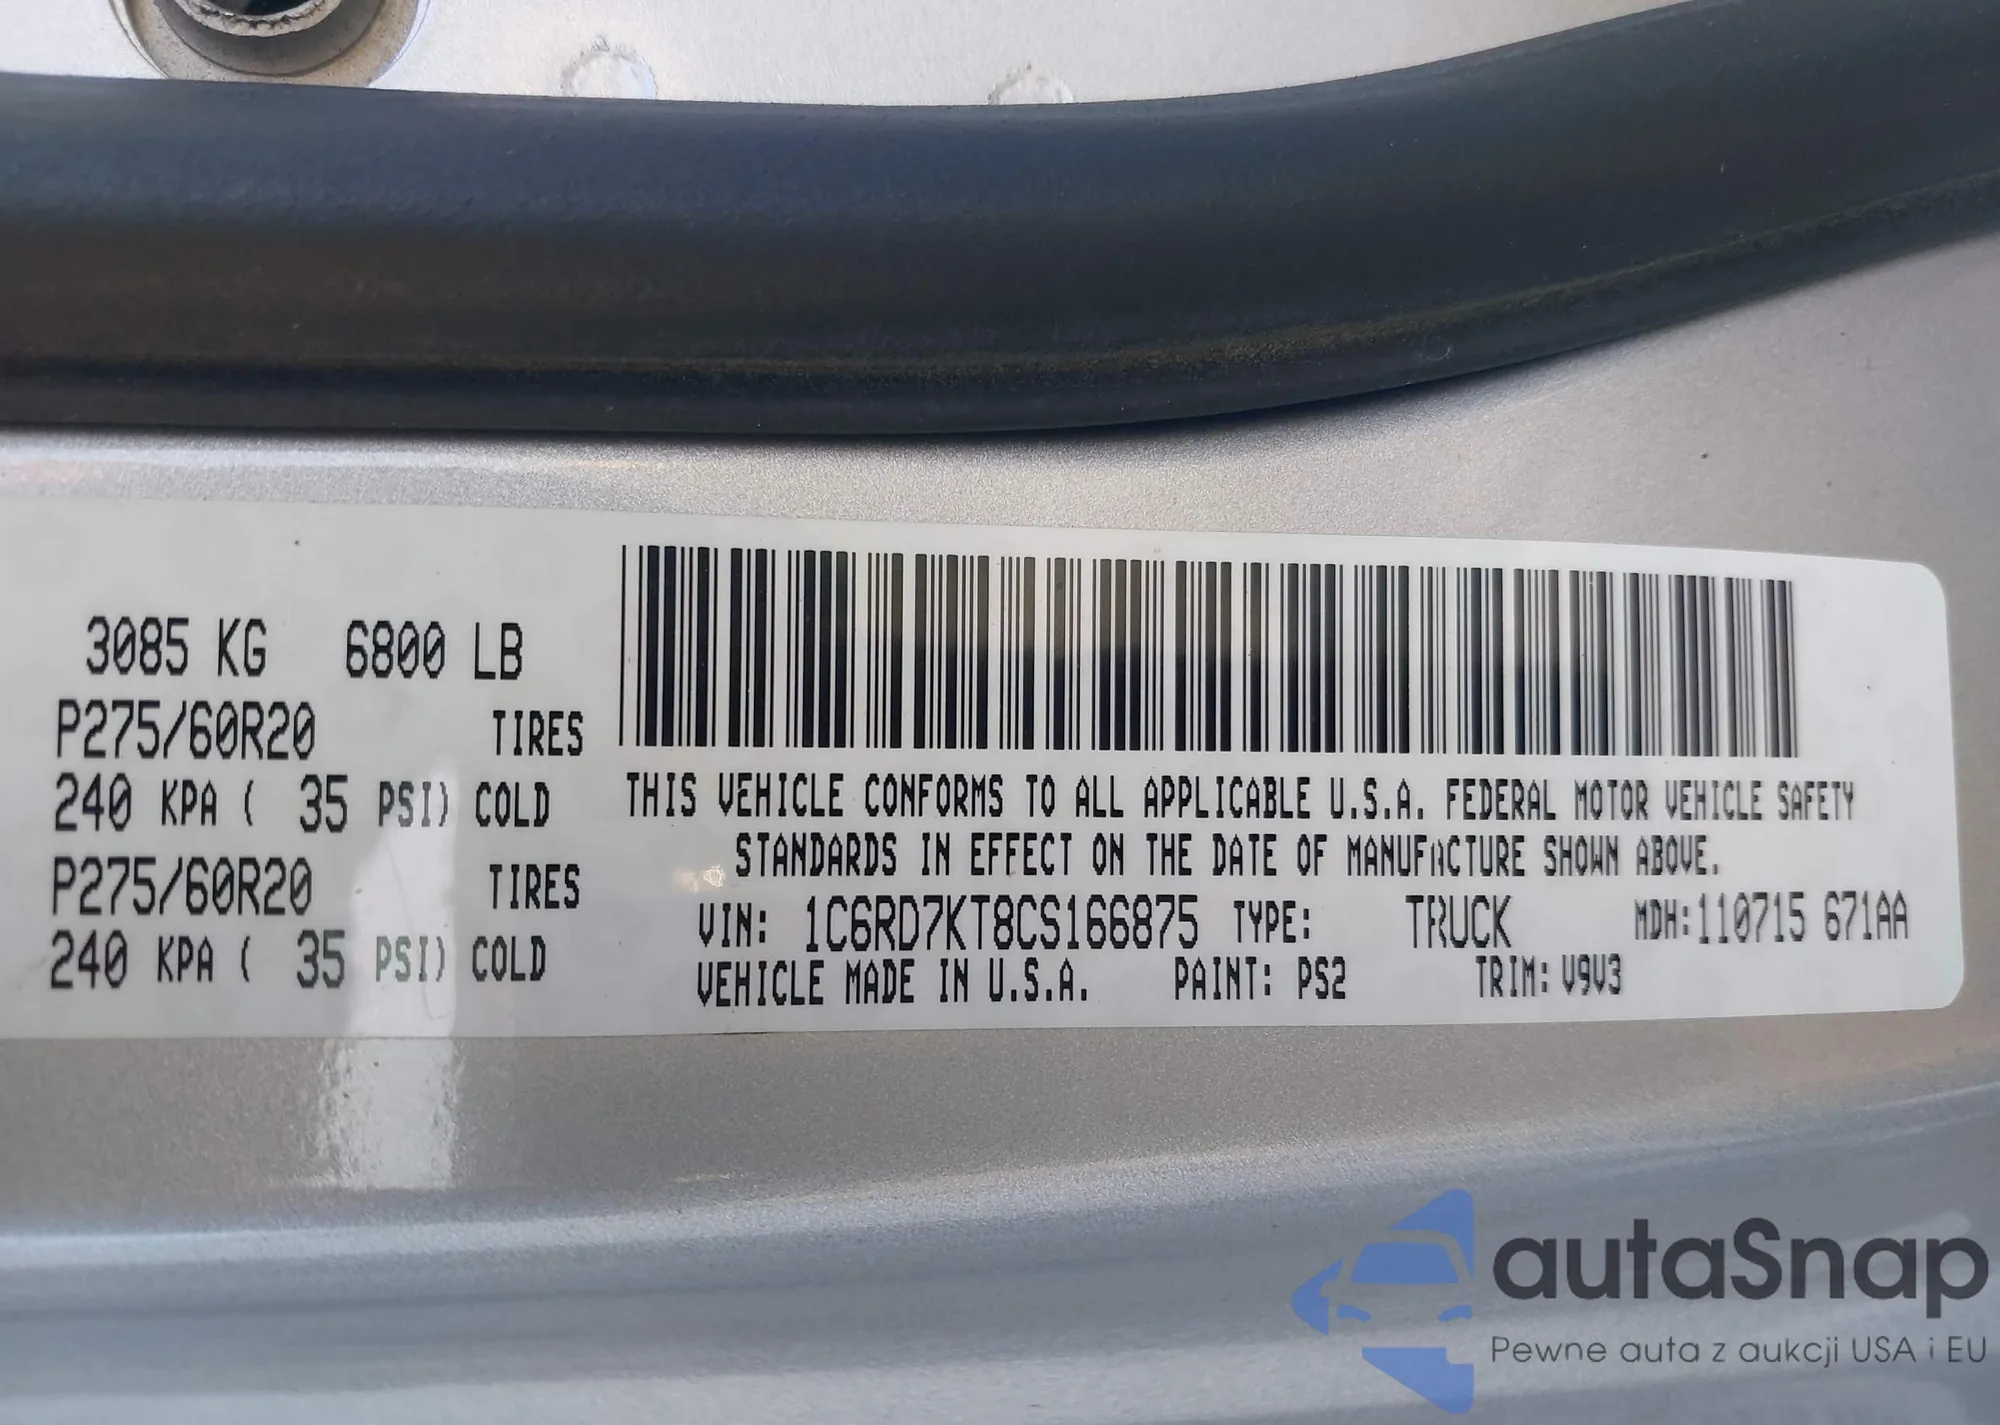 3085 KG 6800 LB
P275/60R20 TIRES
240 KPA ( 35 PSI) COLD
P275/60R20 TIRES
240 KPA ( 35 PSI) COLD
THIS VEHICLE CONFORMS TO ALL APPLICABLE U.S.A. FEDERAL MOTOR VEHICLE SAFETY
STANDARDS IN EFFECT ON THE DATE OF MANUFACTURE SHOWN ABOVE.
VIN: 1C6RD7KT8CS166875 TYPE: TRUCK MDH:110715 671AA
VEHICLE MADE IN U.S.A. PAINT: PS2 TRIM: V9V3
autaSnap
Pewne auta z aukcji USA i EU